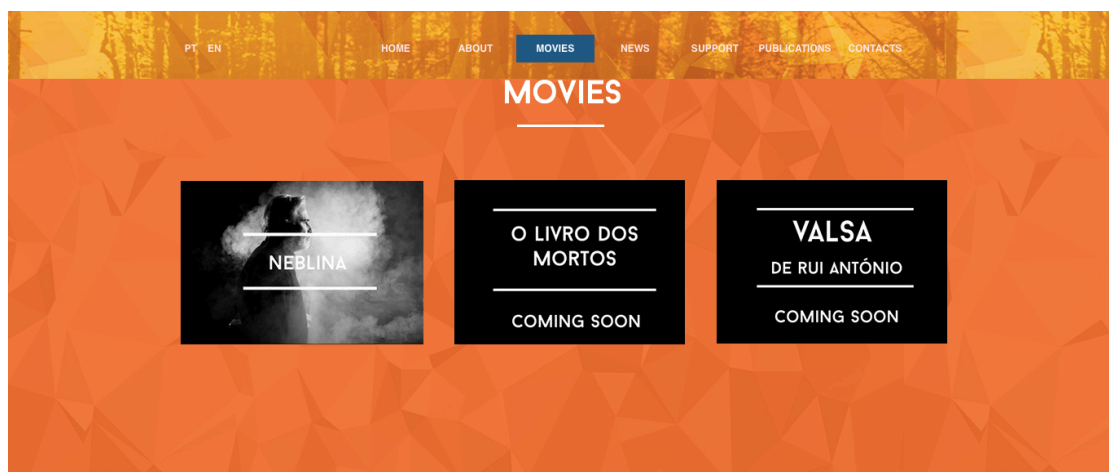 PT EN HOME ABOUT MOVIES NEWS SUPPORT PUBLICATIONS CONTACTS
MOVIES
NEBLINA
O LIVRO DOS
MORTOS
COMING SOON
VALSA
DE RUI ANTÓNIO
COMING SOON